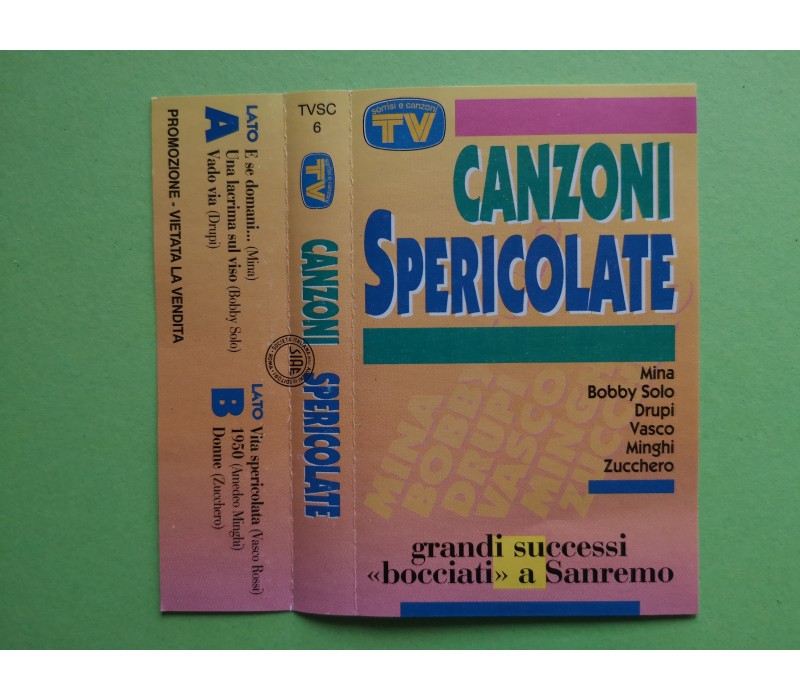 LATO
A
E se domani... (Mina)
Una lacrima sul viso (Bobby Solo)
Vado via (Drupi)
LATO
B
Vita spericolata (Vasco Rossi)
1950 (Amedeo Minghi)
Donne (Zucchero)
PROMOZIONE - VIETATA LA VENDITA
TVSC
6
TV
CANZONI SPERICOLATE
SIAE
sorrisi e canzoni
TV
CANZONI
SPERICOLATE
Mina
Bobby Solo
Drupi
Vasco
Minghi
Zucchero
MINA
BOBBY
DRUPI
VASCO
grandi successi
«bocciati» a Sanremo